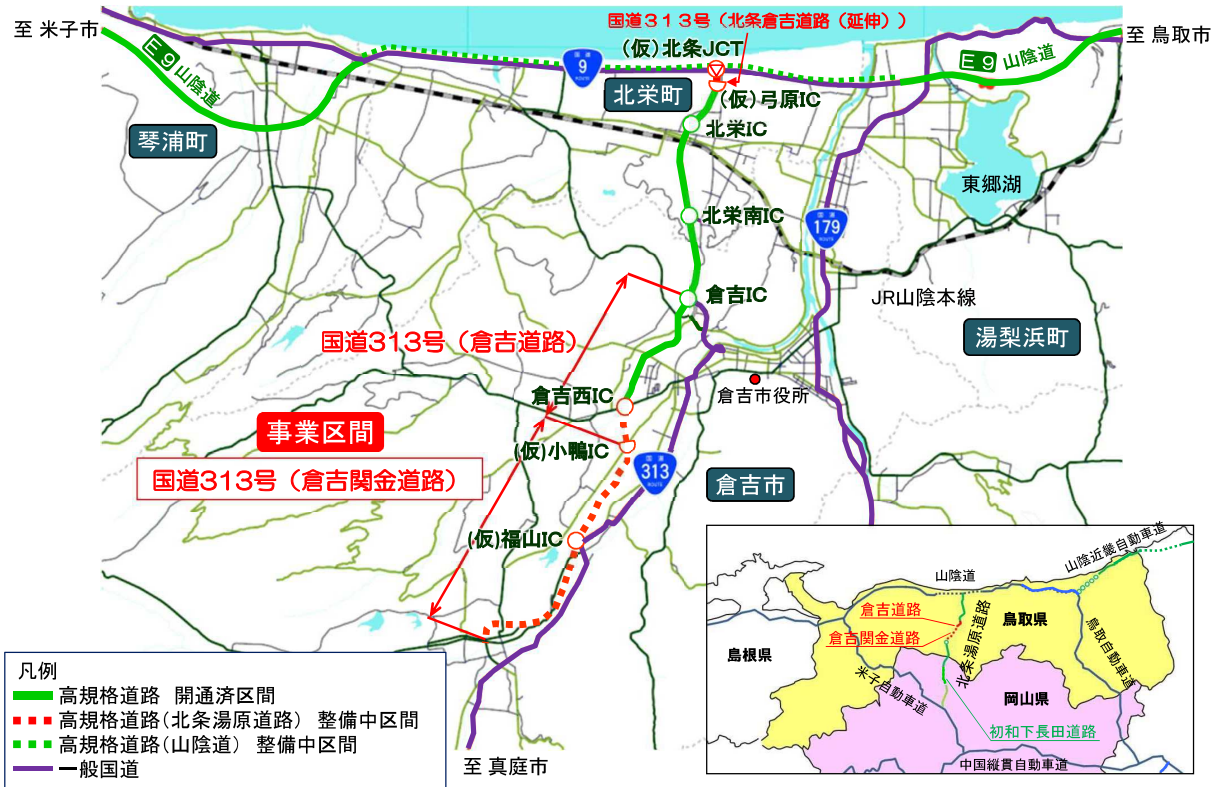 国道313号（北条倉吉道路（延伸））
至 米子市
至 鳥取市
(仮)北条JCT
E9 山陰道
国道
9
ROUTE
E9 山陰道
北栄町
(仮)弓原IC
北栄IC
琴浦町
東郷湖
北栄南IC
国道
179
ROUTE
倉吉IC
JR山陰本線
国道313号（倉吉道路）
湯梨浜町
倉吉西IC
倉吉市役所
事業区間
(仮)小鴨IC
国道313号（倉吉関金道路）
国道
313
ROUTE
倉吉市
(仮)福山IC
至 真庭市
凡例
高規格道路 開通済区間
高規格道路(北条湯原道路) 整備中区間
高規格道路(山陰道) 整備中区間
一般国道
山陰近畿自動車道
山陰道
倉吉道路
倉吉関金道路
北条湯原道路
鳥取県
鳥取自動車道
島根県
米子自動車道
岡山県
初和下長田道路
中国縦貫自動車道